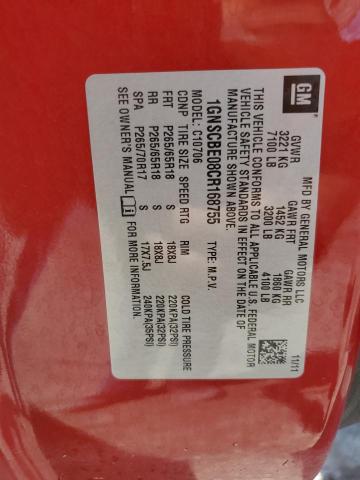 GM
MFD BY GENERAL MOTORS LLC 11/11
GVWR GAWR FRT GAWR RR
3221 KG 1452 KG 1860 KG
7100 LB 3200 LB 4100 LB
THIS VEHICLE CONFORMS TO ALL APPLICABLE U.S. FEDERAL MOTOR
VEHICLE SAFETY STANDARDS IN EFFECT ON THE DATE OF
MANUFACTURE SHOWN ABOVE.
1GNSCBE08CR168755 TYPE: M.P.V.
MODEL: C10706
CDNP TIRE SIZE SPEED RTG RIM COLD TIRE PRESSURE
FRT P265/65R18 S 18X8J 220KPA(32PSI)
RR P265/65R18 S 18X8J 220KPA(32PSI)
SPA P265/70R17 S 17X7.5J 240KPA(35PSI)
SEE OWNER'S MANUAL FOR MORE INFORMATION.